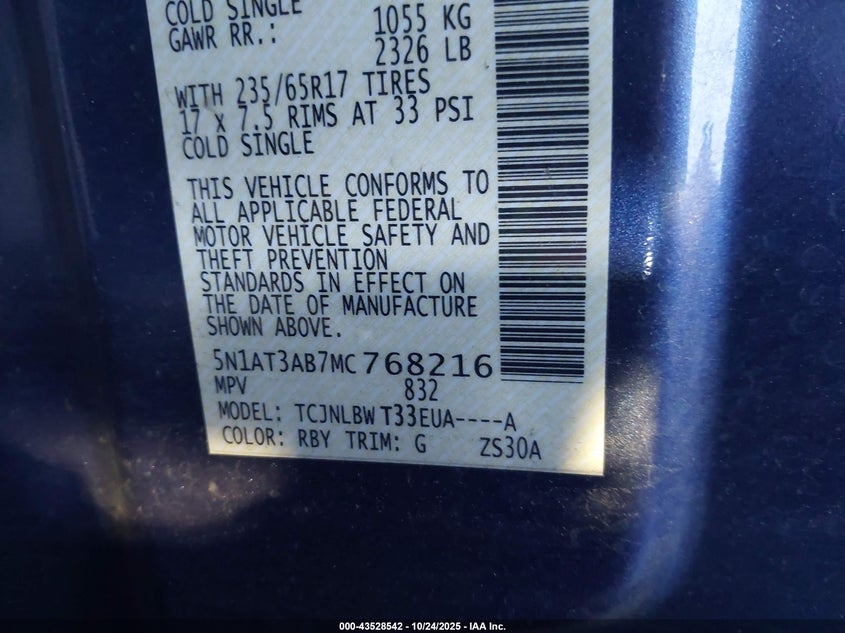 COLD SINGLE
GAWR RR.: 1055 KG
2326 LB
WITH 235/65R17 TIRES
17 x 7.5 RIMS AT 33 PSI
COLD SINGLE
THIS VEHICLE CONFORMS TO
ALL APPLICABLE FEDERAL
MOTOR VEHICLE SAFETY AND
THEFT PREVENTION
STANDARDS IN EFFECT ON
THE DATE OF MANUFACTURE
SHOWN ABOVE.
5N1AT3AB7MC768216
MPV 832
MODEL: TCJNLBW T33EUA----A
COLOR: RBY TRIM: G ZS30A
000-43528542 - 10/24/2025 - IAA Inc.